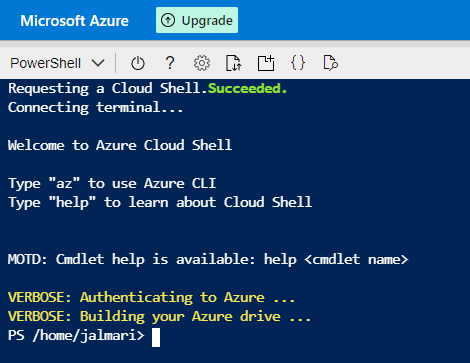 Microsoft Azure
Upgrade
PowerShell
Requesting a Cloud Shell.Succeeded.
Connecting terminal...
Welcome to Azure Cloud Shell
Type "az" to use Azure CLI
Type "help" to learn about Cloud Shell
MOTD: Cmdlet help is available: help <cmdlet name>
VERBOSE: Authenticating to Azure ...
VERBOSE: Building your Azure drive ...
PS /home/jalmari>